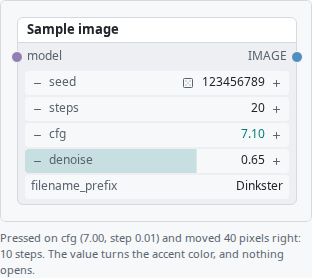 Sample image
model IMAGE
− seed 123456789 +
− steps 20 +
− cfg 7.10 +
− denoise 0.65 +
filename_prefix Dinkster
Pressed on cfg (7.00, step 0.01) and moved 40 pixels right:
10 steps. The value turns the accent color, and nothing
opens.